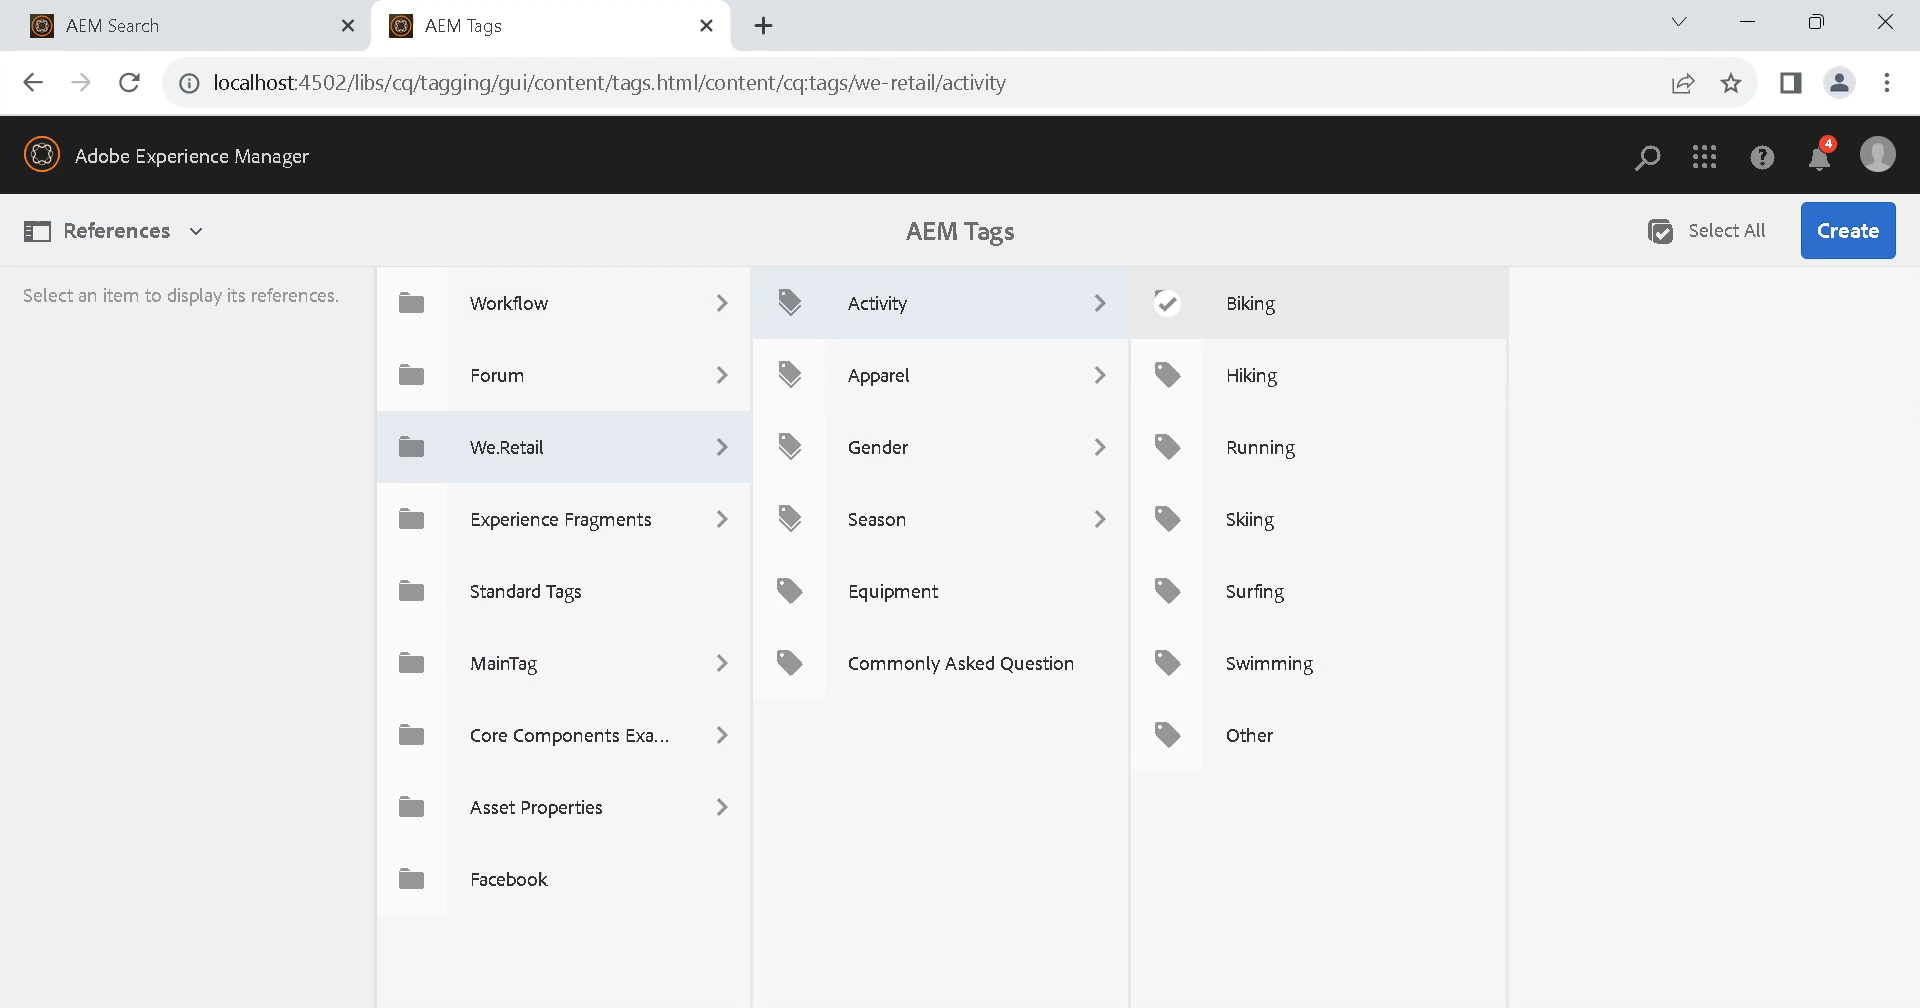 AEM Search
AEM Tags
localhost:4502/libs/cq/tagging/gui/content/tags.html/content/cq:tags/we-retail/activity
Adobe Experience Manager
4
References
AEM Tags
Select All
Create
Select an item to display its references.
Workflow
Forum
We.Retail
Experience Fragments
Standard Tags
MainTag
Core Components Exa...
Asset Properties
Facebook
Activity
Apparel
Gender
Season
Equipment
Commonly Asked Question
Biking
Hiking
Running
Skiing
Surfing
Swimming
Other